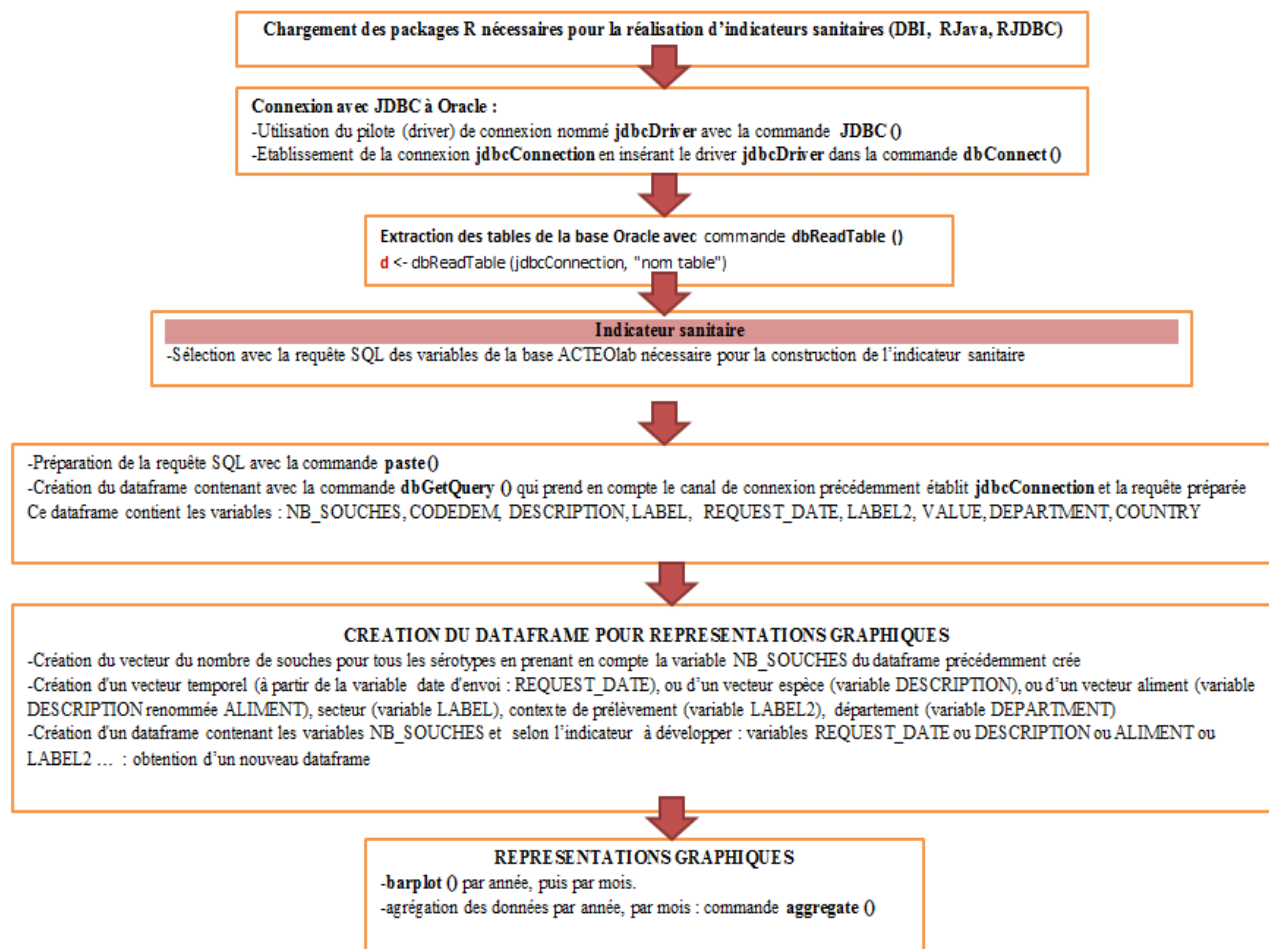 Chargement des packages R nécessaires pour la réalisation d’indicateurs sanitaires (DBI, RJava, RJDBC)
Connexion avec JDBC à Oracle :
-Utilisation du pilote (driver) de connexion nommé jdbcDriver avec la commande JDBC ()
-Etablissement de la connexion jdbcConnection en insérant le driver jdbcDriver dans la commande dbConnect ()
Extraction des tables de la base Oracle avec commande dbReadTable ()
d <- dbReadTable (jdbcConnection, "nom table")
Indicateur sanitaire
-Sélection avec la requête SQL des variables de la base ACTEOlab nécessaire pour la construction de l’indicateur sanitaire
-Préparation de la requête SQL avec la commande paste ()
-Création du dataframe contenant avec la commande dbGetQuery () qui prend en compte le canal de connexion précédemment établit jdbcConnection et la requête préparée
Ce dataframe contient les variables : NB_SOUCHES, CODEDEM, DESCRIPTION, LABEL, REQUEST_DATE, LABEL2, VALUE, DEPARTMENT, COUNTRY
CREATION DU DATAFRAME POUR REPRESENTATIONS GRAPHIQUES
-Création du vecteur du nombre de souches pour tous les sérotypes en prenant en compte la variable NB_SOUCHES du dataframe précédemment crée
-Création d'un vecteur temporel (à partir de la variable date d'envoi : REQUEST_DATE), ou d’un vecteur espèce (variable DESCRIPTION), ou d’un vecteur aliment (variable
DESCRIPTION renommée ALIMENT), secteur (variable LABEL), contexte de prélèvement (variable LABEL2), département (variable DEPARTMENT)
-Création d'un dataframe contenant les variables NB_SOUCHES et selon l’indicateur à développer : variables REQUEST_DATE ou DESCRIPTION ou ALIMENT ou
LABEL2 … : obtention d’un nouveau dataframe
REPRESENTATIONS GRAPHIQUES
-barplot () par année, puis par mois.
-agrégation des données par année, par mois : commande aggregate ()